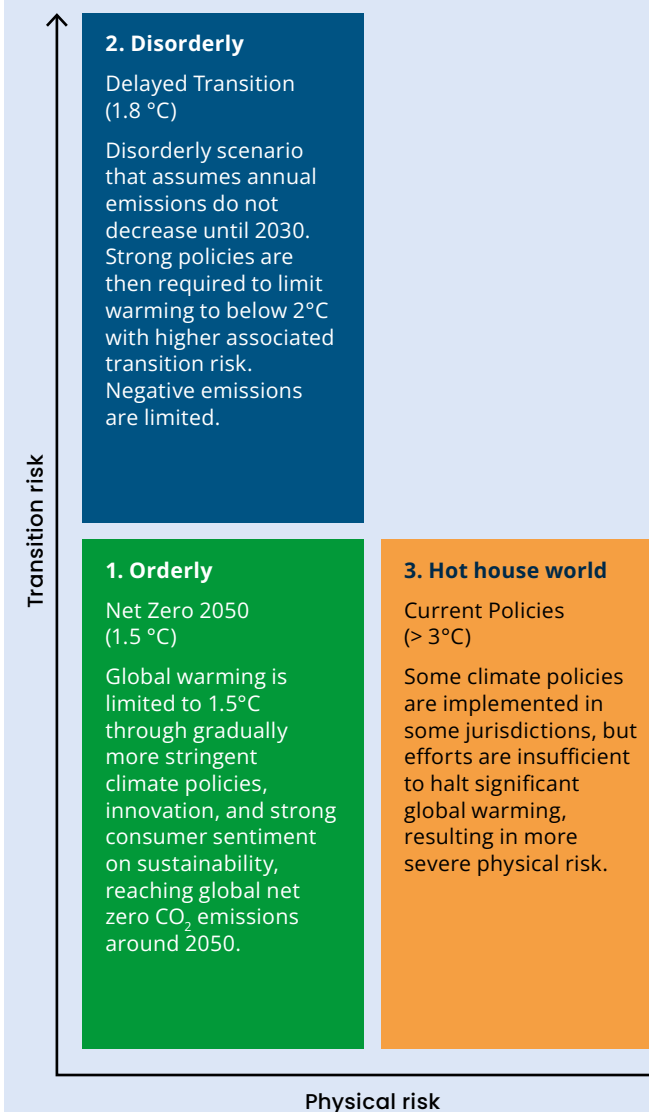 2. Disorderly
Delayed Transition
(1.8 °C)
Disorderly scenario
that assumes annual
emissions do not
decrease until 2030.
Strong policies are
then required to limit
warming to below 2°C
with higher associated
transition risk.
Negative emissions
are limited.
Transition risk
1. Orderly
Net Zero 2050
(1.5 °C)
Global warming is
limited to 1.5°C
through gradually
more stringent
climate policies,
innovation, and strong
consumer sentiment
on sustainability,
reaching global net
zero CO₂ emissions
around 2050.
3. Hot house world
Current Policies
(> 3°C)
Some climate policies
are implemented in
some jurisdictions, but
efforts are insufficient
to halt significant
global warming,
resulting in more
severe physical risk.
Physical risk